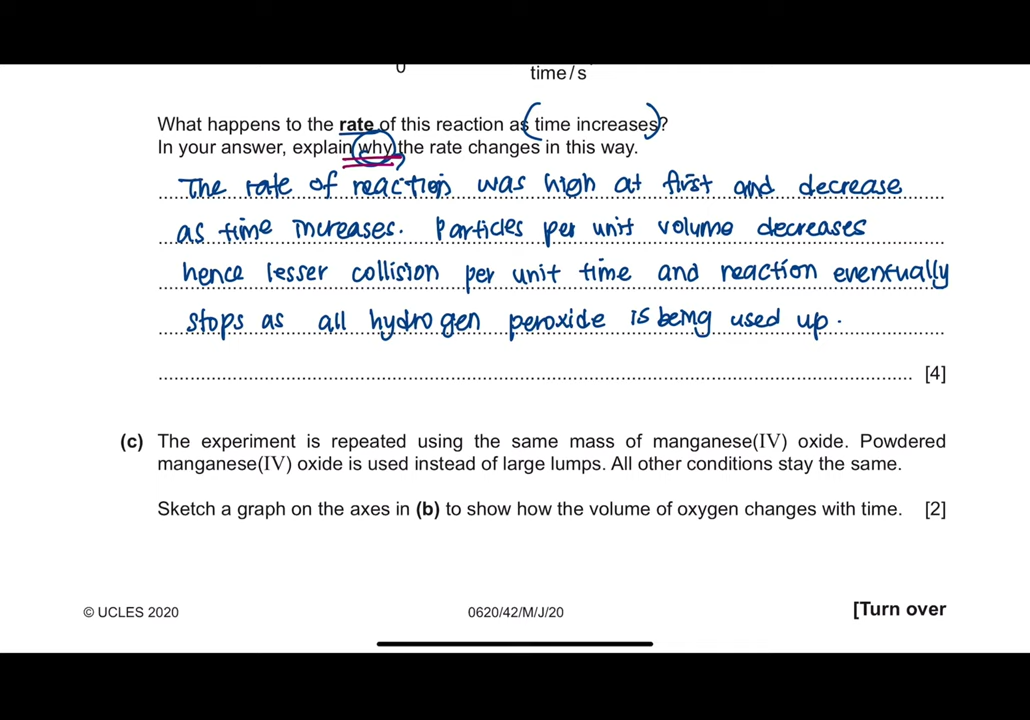 0
time / s
What happens to the rate of this reaction as time increases?
In your answer, explain why the rate changes in this way.
The rate of reaction was high at first and decrease
as time increases. Particles per unit volume decreases
hence lesser collision per unit time and reaction eventually
stops as all hydrogen peroxide is being used up.
[4]
(c) The experiment is repeated using the same mass of manganese(IV) oxide. Powdered
manganese(IV) oxide is used instead of large lumps. All other conditions stay the same.
Sketch a graph on the axes in (b) to show how the volume of oxygen changes with time. [2]
© UCLES 2020 0620/42/M/J/20 [Turn over